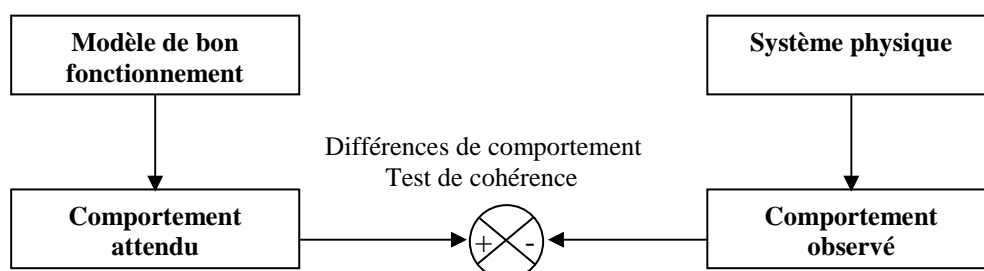 Modèle de bon
fonctionnement
Système physique
Différences de comportement
Test de cohérence
Comportement
attendu
+ -
Comportement
observé